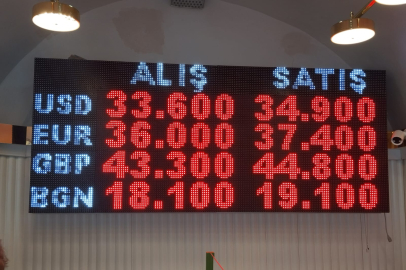 ALIŞ SATIŞ
USD 33.600 34.900
EUR 36.000 37.400
GBP 43.300 44.800
BGN 18.100 19.100